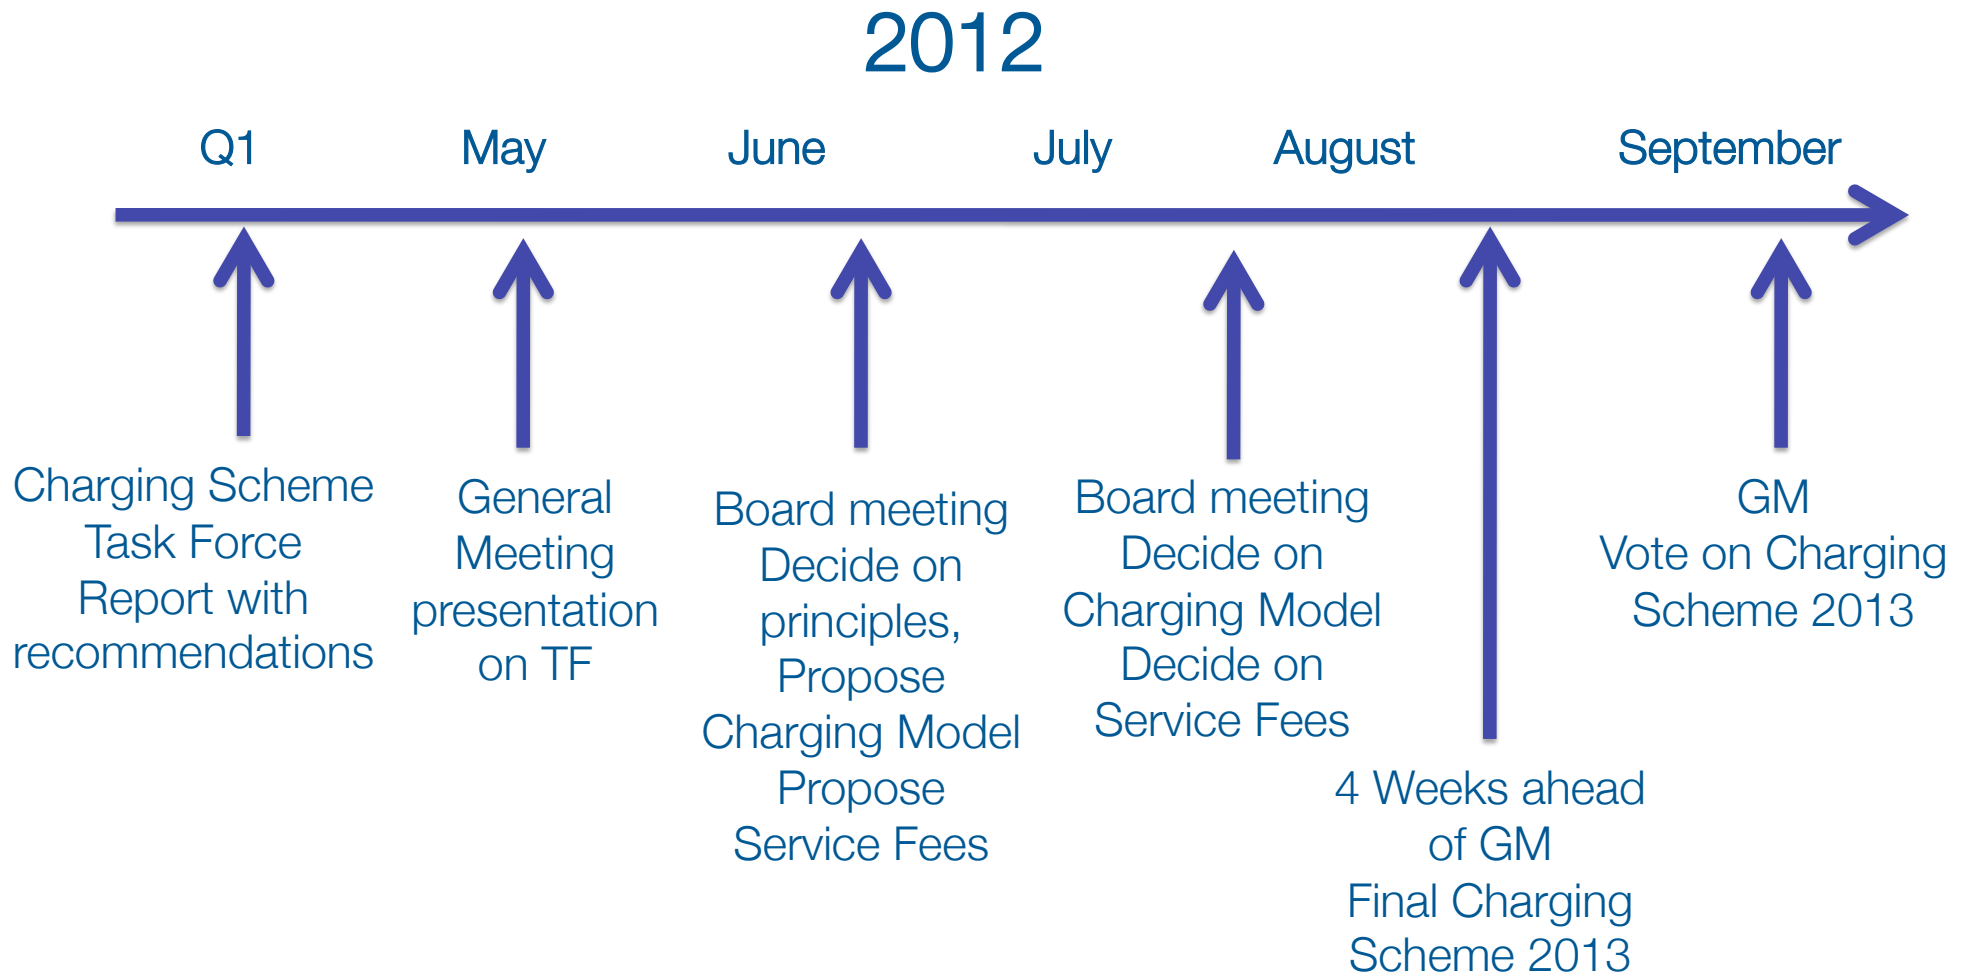 2012
Q1
May
June
July
August
September
Charging Scheme
Task Force
Report with
recommendations
General
Meeting
presentation
on TF
Board meeting
Decide on
principles,
Propose
Charging Model
Propose
Service Fees
Board meeting
Decide on
Charging Model
Decide on
Service Fees
4 Weeks ahead
of GM
Final Charging
Scheme 2013
GM
Vote on Charging
Scheme 2013